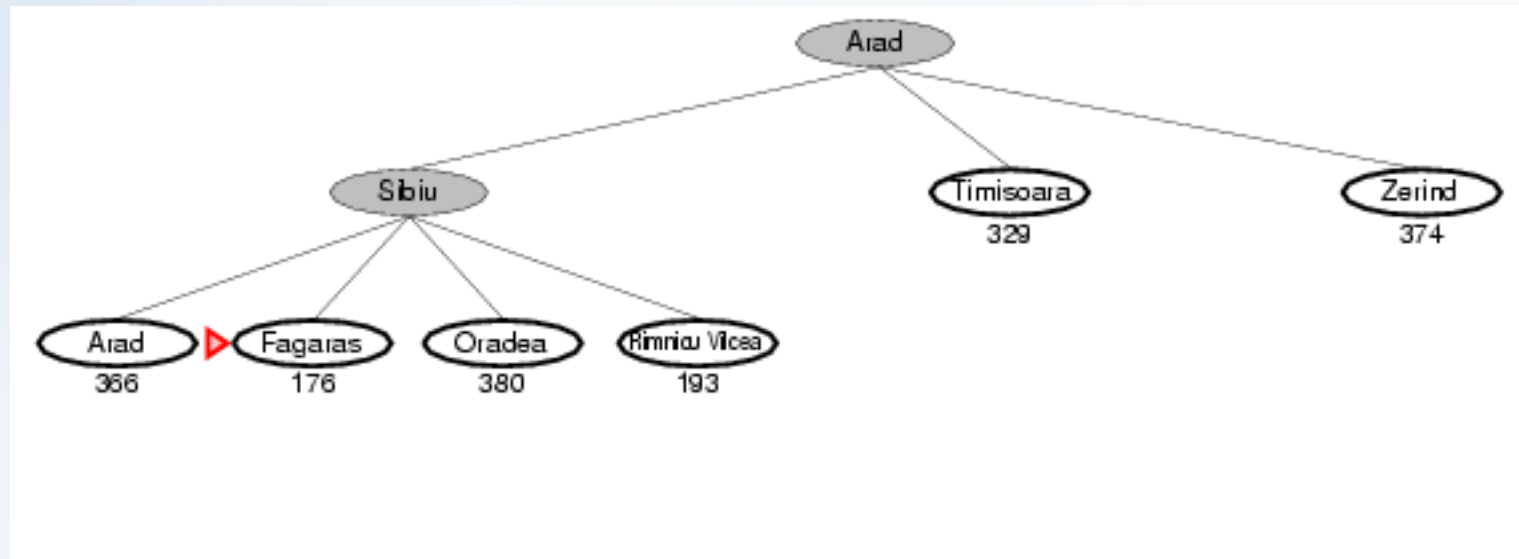 Arad
Sibiu
Timisoara
Zerind
329
374
Arad
Fagaras
Oradea
Rimnicu Vilcea
366
176
380
193